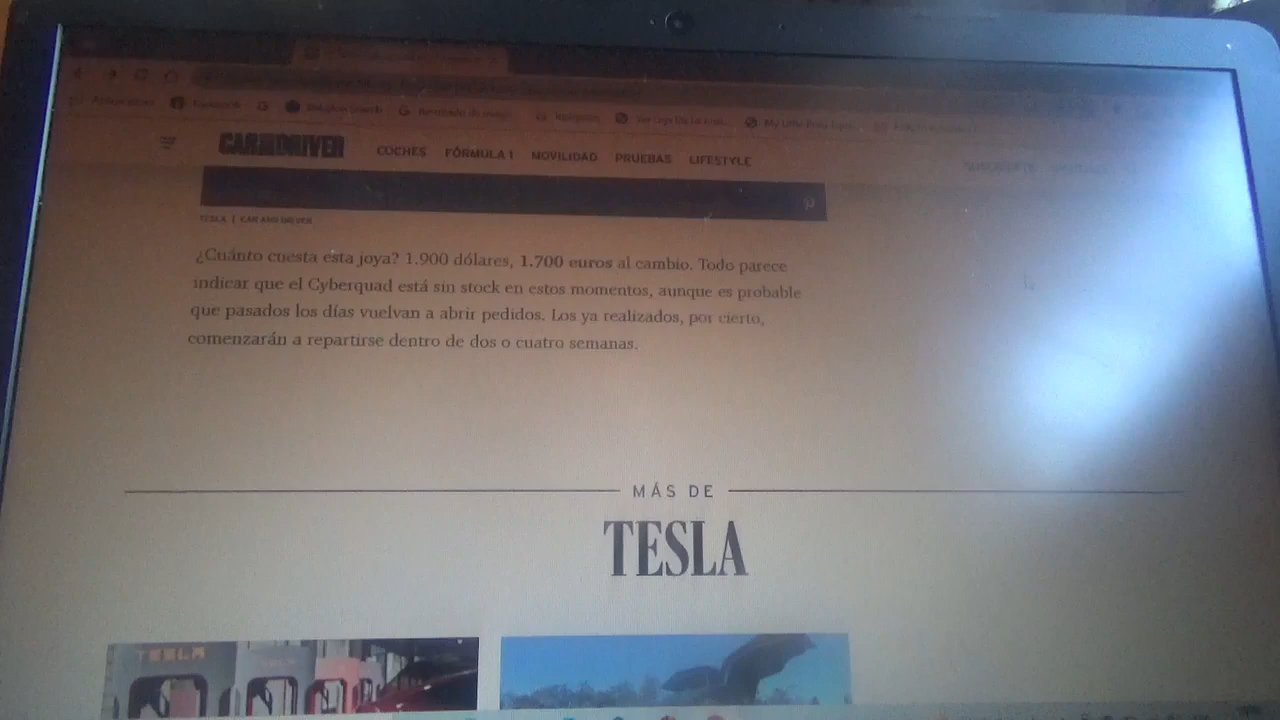 Facebook
CAR AND DRIVER
COCHES FÓRMULA 1 MOVILIDAD PRUEBAS LIFESTYLE
TESLA | CAR AND DRIVER
¿Cuánto cuesta esta joya? 1.900 dólares, 1.700 euros al cambio. Todo parece
indicar que el Cyberquad está sin stock en estos momentos, aunque es probable
que pasados los días vuelvan a abrir pedidos. Los ya realizados, por cierto,
comenzarán a repartirse dentro de dos o cuatro semanas.
MÁS DE
TESLA
TESLA